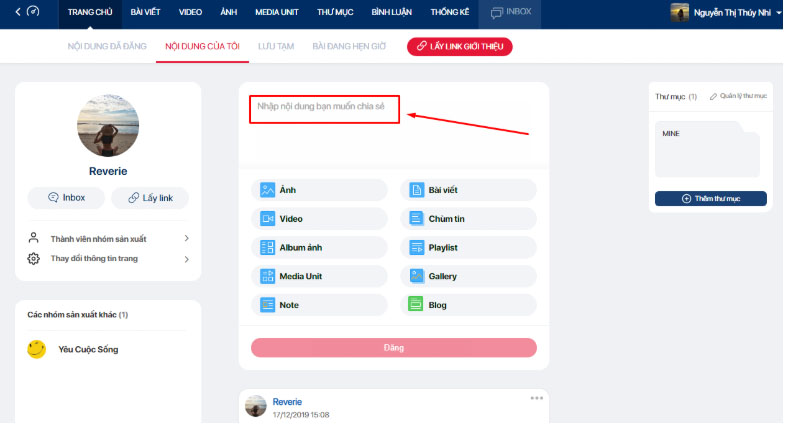 TRANG CHỦ BÀI VIẾT VIDEO ẢNH MEDIA UNIT THƯ MỤC BÌNH LUẬN THỐNG KÊ INBOX Nguyễn Thị Thúy Nhi
NỘI DUNG ĐÃ ĐĂNG NỘI DUNG CỦA TÔI LƯU TẠM BÀI ĐANG HẸN GIỜ LẤY LINK GIỚI THIỆU
Reverie
Inbox Lấy link
Thành viên nhóm sản xuất
Thay đổi thông tin trang
Các nhóm sản xuất khác (1)
Yêu Cuộc Sống
Nhập nội dung bạn muốn chia sẻ
Ảnh Bài viết
Video Chùm tin
Album ảnh Playlist
Media Unit Gallery
Note Blog
Đăng
Reverie
17/12/2019 15:08
Thư mục (1) Quản lý thư mục
MINE
Thêm thư mục